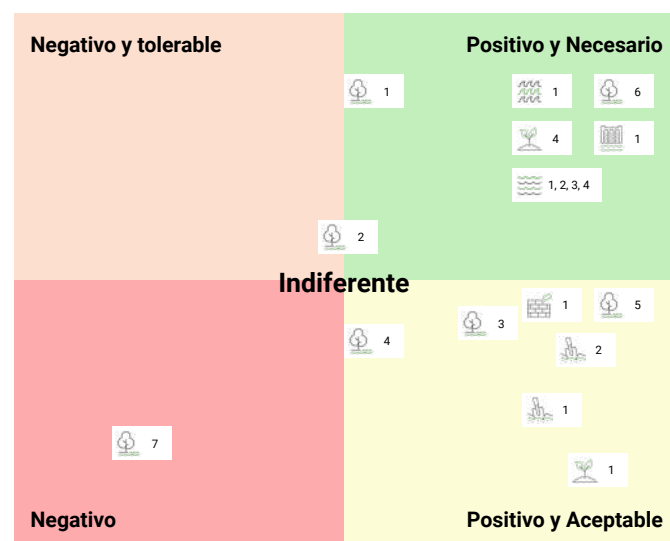 Negativo y tolerable
Positivo y Necesario
1
1
6
4
1
1, 2, 3, 4
2
Indiferente
1
5
3
4
2
1
7
1
Negativo
Positivo y Aceptable